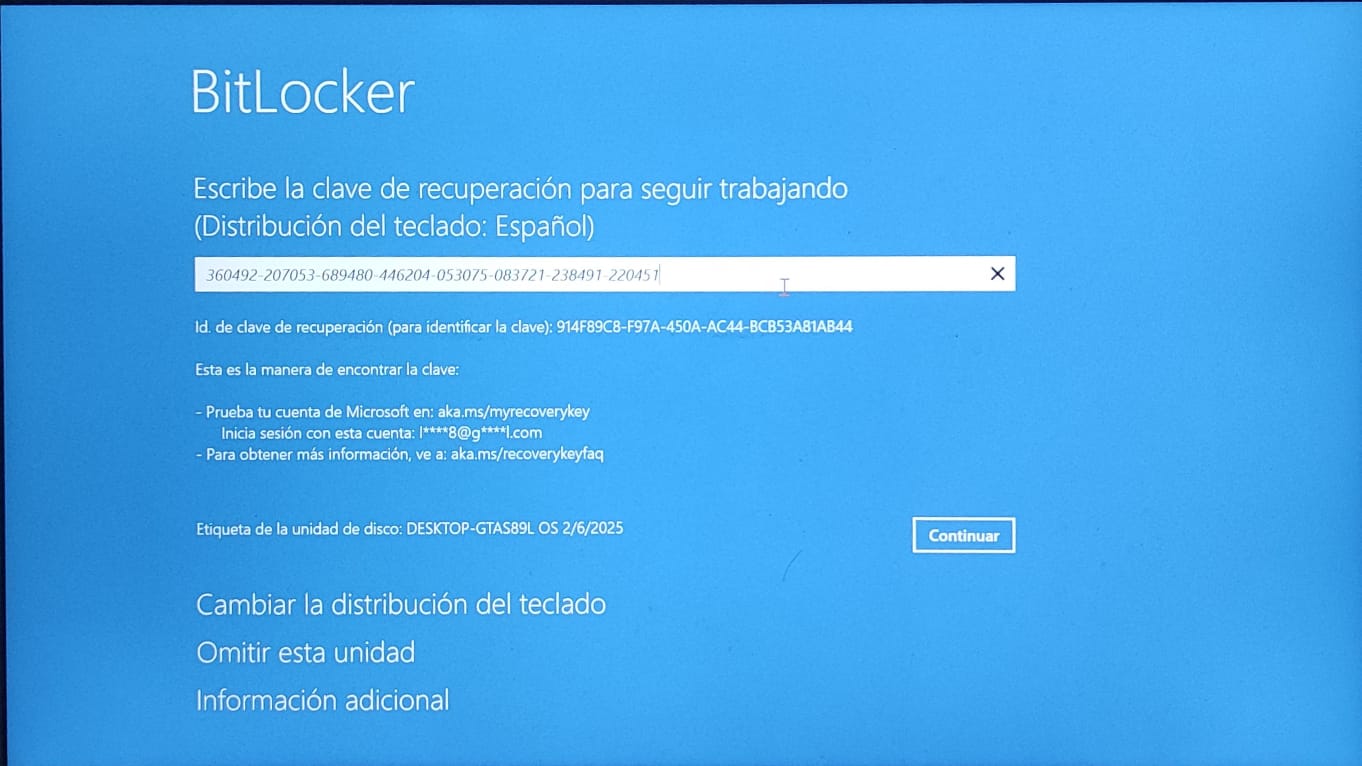 BitLocker
Escribe la clave de recuperación para seguir trabajando
(Distribución del teclado: Español)
360492-207053-689480-446204-053075-083721-238491-220451
Id. de clave de recuperación (para identificar la clave): 914F89C8-F97A-450A-AC44-BCB53A81AB44
Esta es la manera de encontrar la clave:
- Prueba tu cuenta de Microsoft en: aka.ms/myrecoverykey
Inicia sesión con esta cuenta: l****8@g****l.com
- Para obtener más información, ve a: aka.ms/recoverykeyfaq
Etiqueta de la unidad de disco: DESKTOP-GTAS89L OS 2/6/2025
Continuar
Cambiar la distribución del teclado
Omitir esta unidad
Información adicional